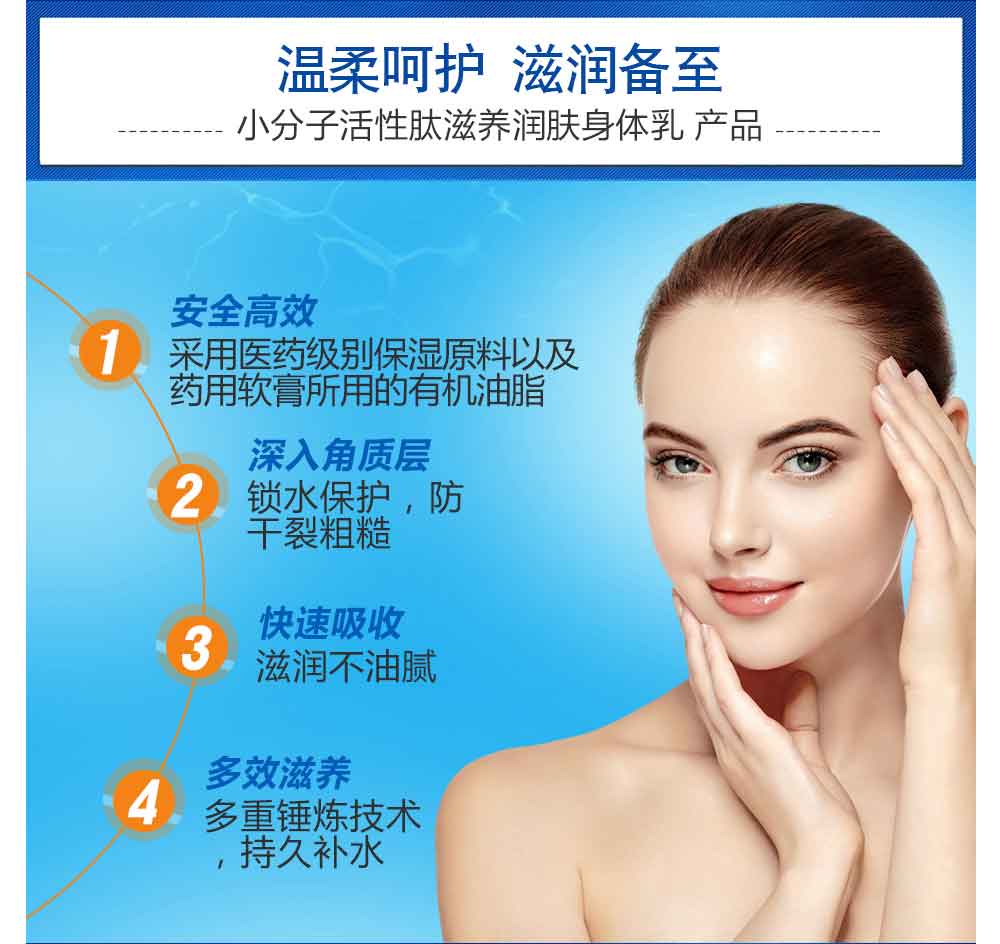 温柔呵护 滋润备至
---------- 小分子活性肽滋养润肤身体乳 产品 ----------
1
安全高效
采用医药级别保湿原料以及
药用软膏所用的有机油脂
2
深入角质层
锁水保护，防
干裂粗糙
3
快速吸收
滋润不油腻
4
多效滋养
多重锤炼技术
，持久补水